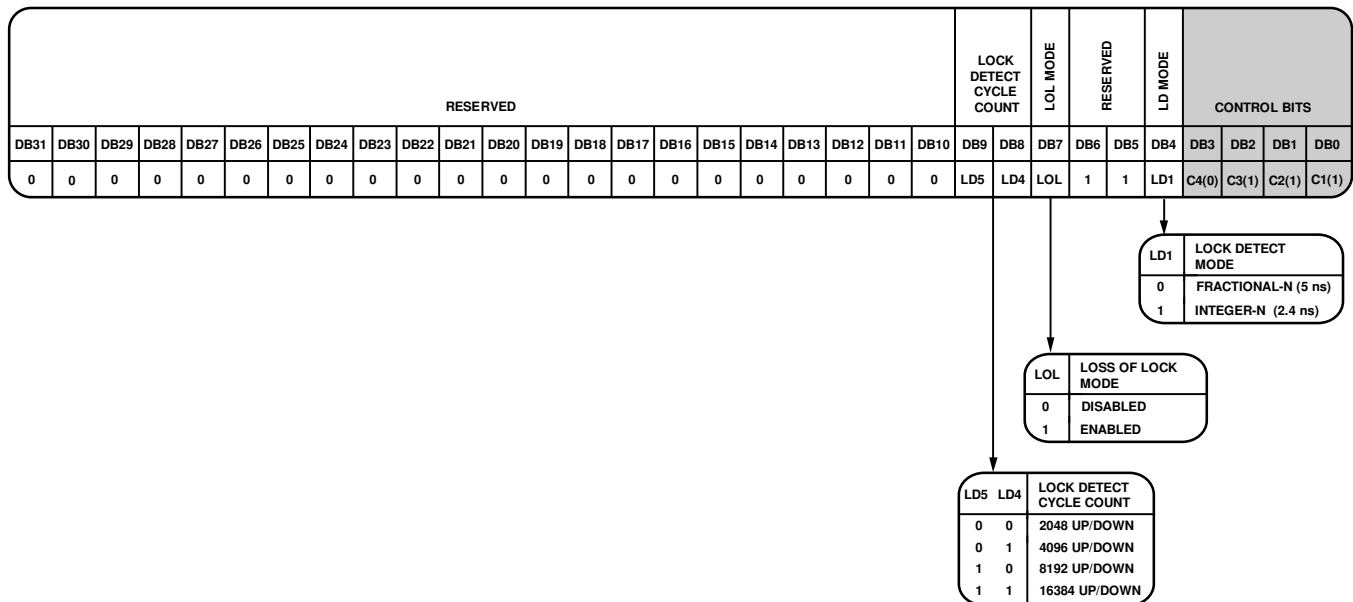 RESERVED
LOCK
DETECT
CYCLE
COUNT
LOL MODE
RESERVED
LD MODE
CONTROL BITS
DB31 DB30 DB29 DB28 DB27 DB26 DB25 DB24 DB23 DB22 DB21 DB20 DB19 DB18 DB17 DB16 DB15 DB14 DB13 DB12 DB11 DB10 DB9 DB8 DB7 DB6 DB5 DB4 DB3 DB2 DB1 DB0
0 0 0 0 0 0 0 0 0 0 0 0 0 0 0 0 0 0 0 0 0 0 LD5 LD4 LOL 1 1 LD1 C4(0) C3(1) C2(1) C1(1)
LD1 LOCK DETECT
MODE
0 FRACTIONAL-N (5 ns)
1 INTEGER-N (2.4 ns)
LOL LOSS OF LOCK
MODE
0 DISABLED
1 ENABLED
LD5 LD4 LOCK DETECT
CYCLE COUNT
0 0 2048 UP/DOWN
0 1 4096 UP/DOWN
1 0 8192 UP/DOWN
1 1 16384 UP/DOWN